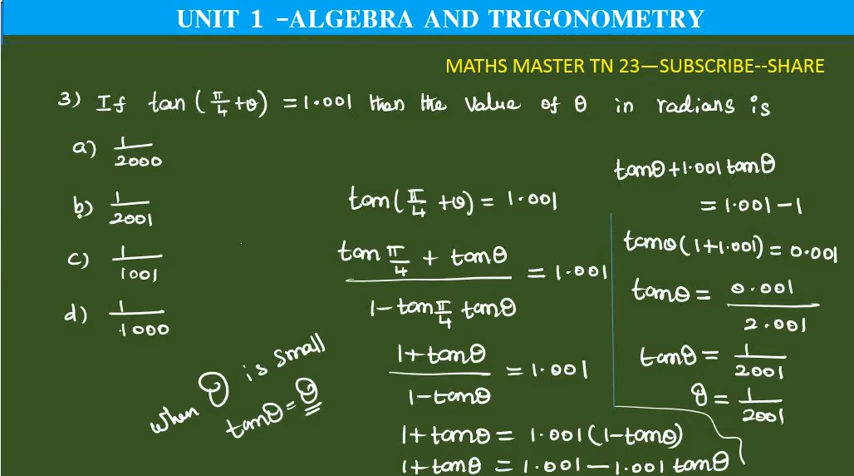 UNIT 1 -ALGEBRA AND TRIGONOMETRY
MATHS MASTER TN 23—SUBSCRIBE--SHARE
3) If tan (π/4 + θ) = 1.001 then the value of θ in radians is
a) 1/2000
b) 1/2001
c) 1/1001
d) 1/1000
when θ is small
tanθ = θ
tan(π/4 + θ) = 1.001
(tan π/4 + tanθ)/(1 - tan π/4 tanθ) = 1.001
(1 + tanθ)/(1 - tanθ) = 1.001
1 + tanθ = 1.001 (1 - tanθ)
1 + tanθ = 1.001 - 1.001 tanθ
tanθ + 1.001 tanθ
= 1.001 - 1
tanθ (1 + 1.001) = 0.001
tanθ = 0.001/2.001
tanθ = 1/2001
θ = 1/2001